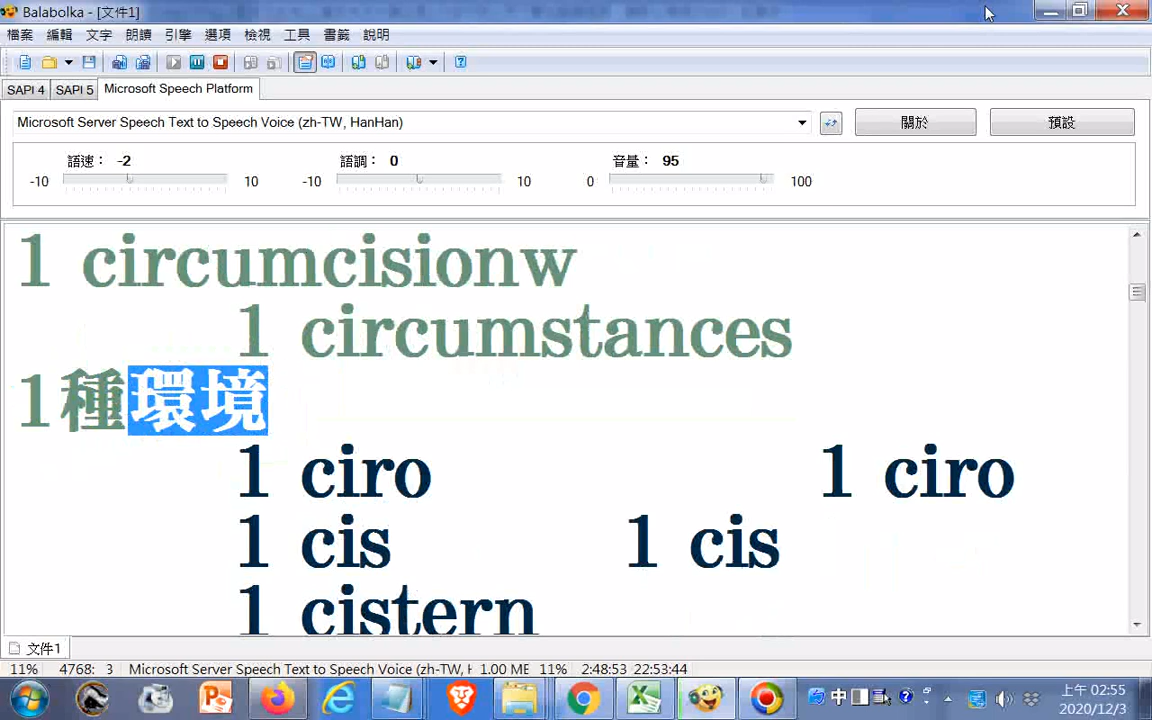 Balabolka - [文件1]
檔案 編輯 文字 朗讀 引擎 選項 檢視 工具 書籤 說明
SAPI 4 SAPI 5 Microsoft Speech Platform
Microsoft Server Speech Text to Speech Voice (zh-TW, HanHan) 關於 預設
語速： -2 語調： 0 音量： 95
-10 10 -10 10 0 100
1 circumcisionw
1 circumstances
1種環境
1 ciro 1 ciro
1 cis 1 cis
1 cistern
文件1
11% 4768: 3 Microsoft Server Speech Text to Speech Voice (zh-TW, 1.00 ME 11% 2:48:53 22:53:44
中 上午 02:55
2020/12/3